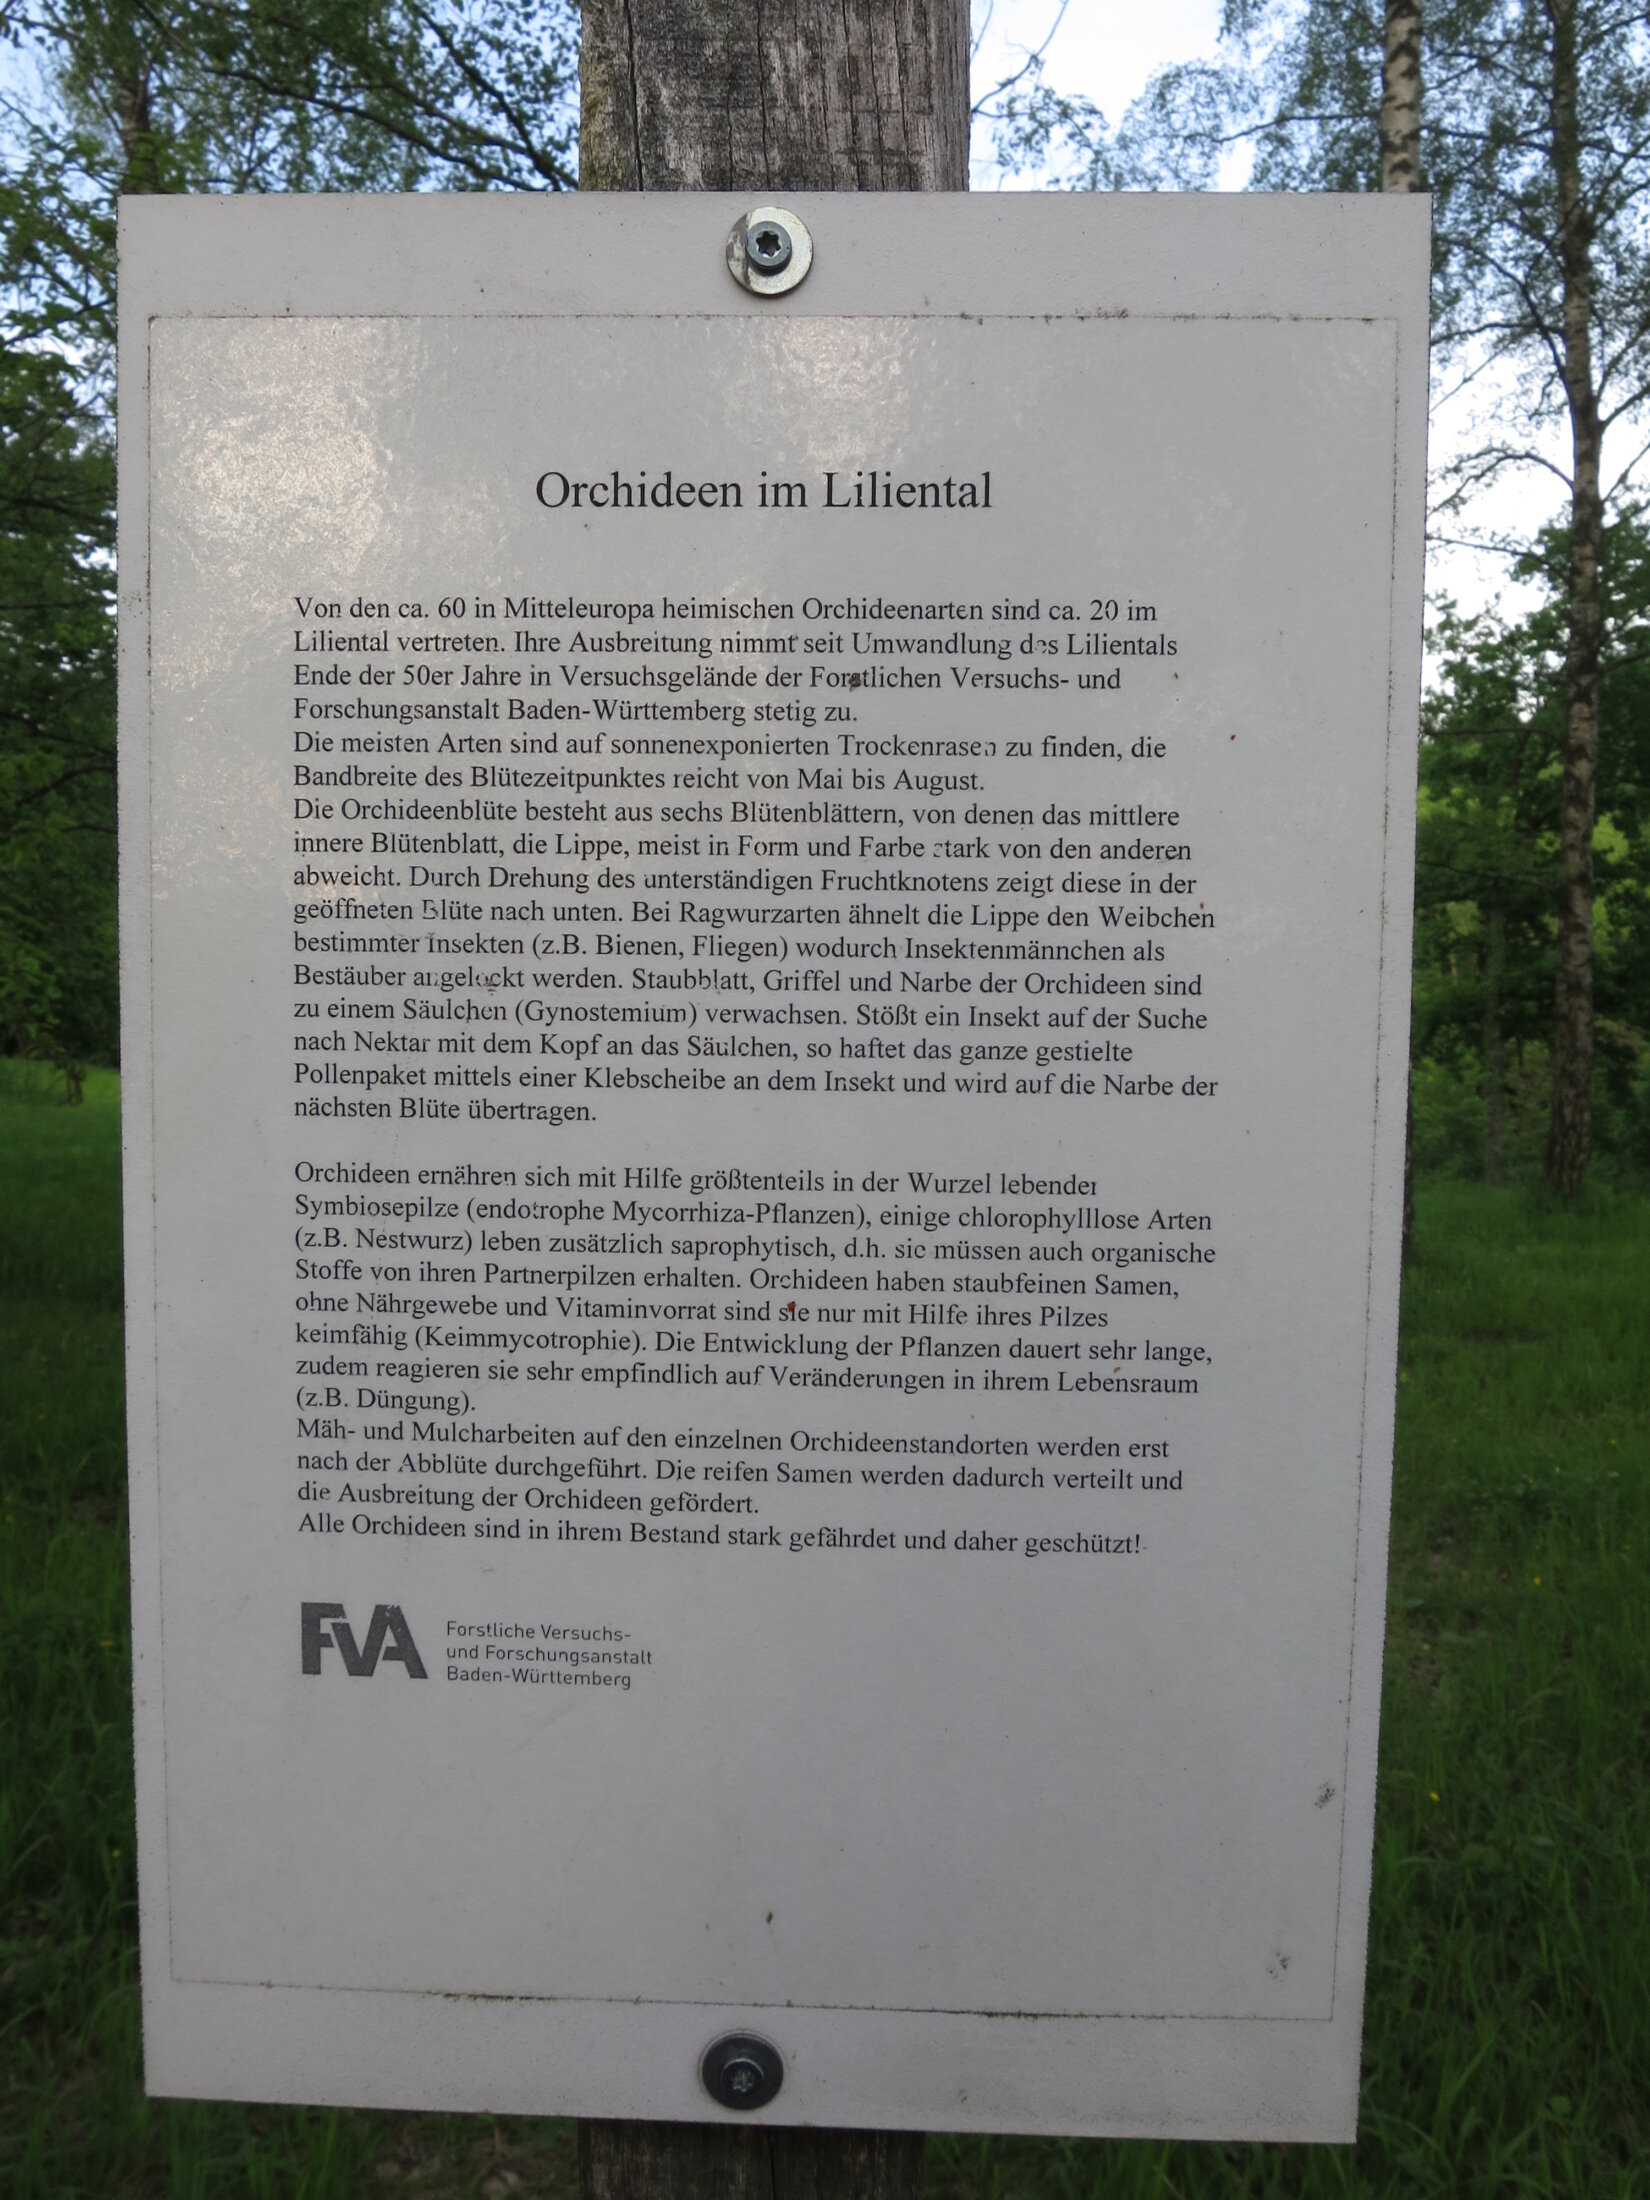 Orchideen im Liliental
Von den ca. 60 in Mitteleuropa heimischen Orchideenarten sind ca. 20 im
Liliental vertreten. Ihre Ausbreitung nimmt seit Umwandlung des Lilientals
Ende der 50er Jahre in Versuchsgelände der Forstlichen Versuchs- und
Forschungsanstalt Baden-Württemberg stetig zu.
Die meisten Arten sind auf sonnenexponierten Trockenrasen zu finden, die
Bandbreite des Blütezeitpunktes reicht von Mai bis August.
Die Orchideenblüte besteht aus sechs Blütenblättern, von denen das mittlere
innere Blütenblatt, die Lippe, meist in Form und Farbe stark von den anderen
abweicht. Durch Drehung des unterständigen Fruchtknotens zeigt diese in der
geöffneten Blüte nach unten. Bei Ragwurzarten ähnelt die Lippe den Weibchen
bestimmter Insekten (z.B. Bienen, Fliegen) wodurch Insektenmännchen als
Bestäuber angelockt werden. Staubblatt, Griffel und Narbe der Orchideen sind
zu einem Säulchen (Gynostemium) verwachsen. Stößt ein Insekt auf der Suche
nach Nektar mit dem Kopf an das Säulchen, so haftet das ganze gestielte
Pollenpaket mittels einer Klebscheibe an dem Insekt und wird auf die Narbe der
nächsten Blüte übertragen.
Orchideen ernähren sich mit Hilfe größtenteils in der Wurzel lebender
Symbiosepilze (endotrophe Mycorrhiza-Pflanzen), einige chlorophylllose Arten
(z.B. Nestwurz) leben zusätzlich saprophytisch, d.h. sie müssen auch organische
Stoffe von ihren Partnerpilzen erhalten. Orchideen haben staubfeinen Samen,
ohne Nährgewebe und Vitaminvorrat sind sie nur mit Hilfe ihres Pilzes
keimfähig (Keimmycotrophie). Die Entwicklung der Pflanzen dauert sehr lange,
zudem reagieren sie sehr empfindlich auf Veränderungen in ihrem Lebensraum
(z.B. Düngung).
Mäh- und Mulcharbeiten auf den einzelnen Orchideenstandorten werden erst
nach der Abblüte durchgeführt. Die reifen Samen werden dadurch verteilt und
die Ausbreitung der Orchideen gefördert.
Alle Orchideen sind in ihrem Bestand stark gefährdet und daher geschützt!
FVA
Forstliche Versuchs-
und Forschungsanstalt
Baden-Württemberg